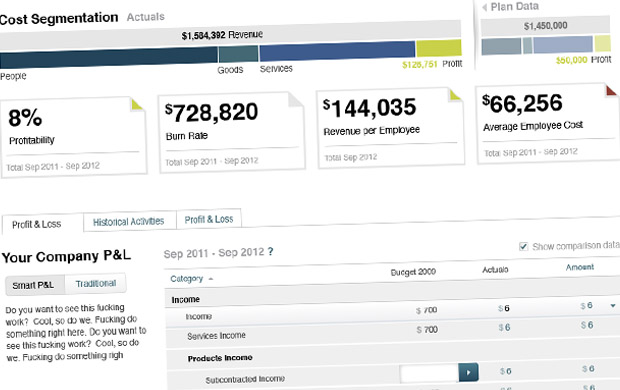 Cost Segmentation Actuals
Plan Data
$1,584,392 Revenue
$1,450,000
People
Goods
Services
$126,751 Profit
$50,000 Profit
8%
Profitability
Total Sep 2011 - Sep 2012
$728,820
Burn Rate
Total Sep 2011 - Sep 2012
$144,035
Revenue per Employee
Total Sep 2012
$66,256
Average Employee Cost
Total Sep 2011 - Sep 2012
Profit & Loss
Historical Activities
Profit & Loss
Your Company P&L
Smart P&L
Traditional
Do you want to see this fucking
work? Cool, so do we. Fucking do
something right here. Do you want to
see this fucking work? Cool, so do
we. Fucking do something righ
Sep 2011 - Sep 2012 ?
Show comparison data
Category
Budget 2000
Actuals
Amount
Income
Income
$ 700
$ 6
$ 6
Services Income
$ 700
$ 6
$ 6
Products Income
Subcontracted Income
$ 6
$ 6